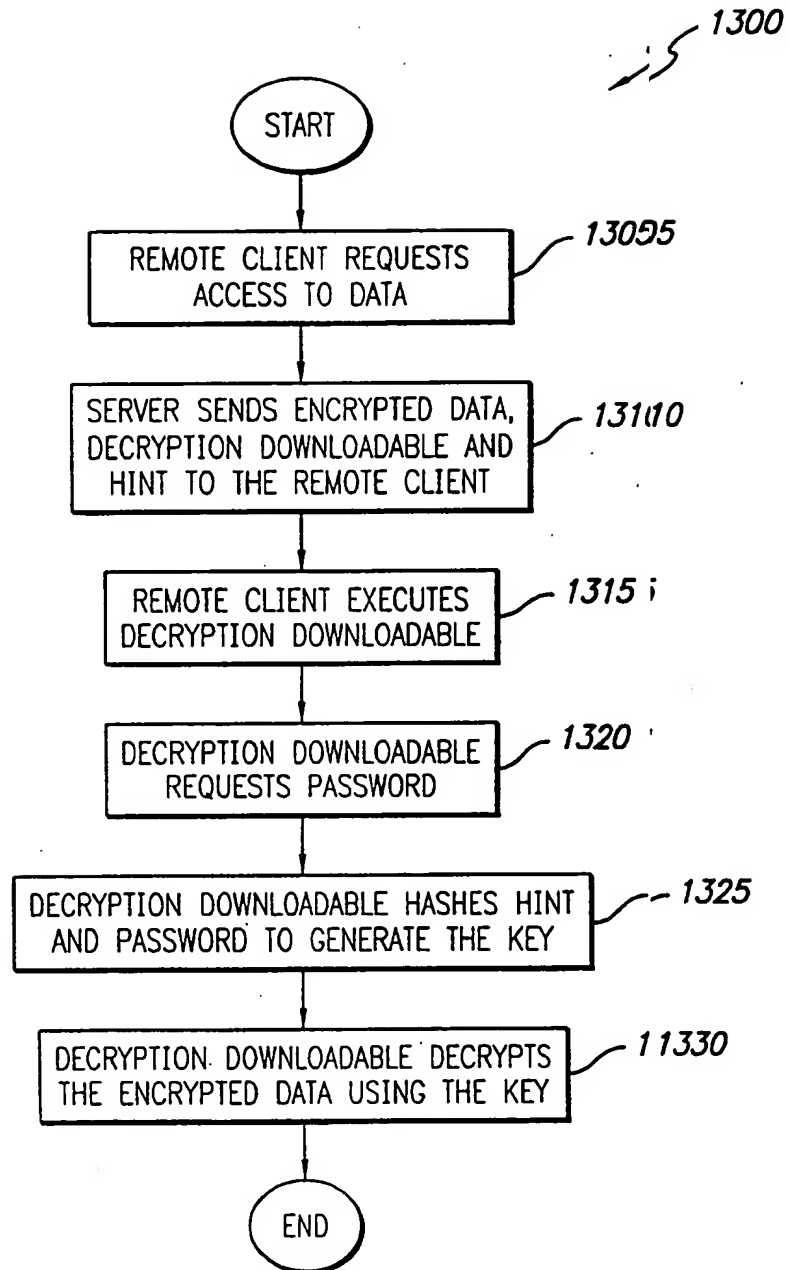 1300
START
REMOTE CLIENT REQUESTS
ACCESS TO DATA
13095
SERVER SENDS ENCRYPTED DATA,
DECRYPTION DOWNLOADABLE AND
HINT TO THE REMOTE CLIENT
131010
REMOTE CLIENT EXECUTES
DECRYPTION DOWNLOADABLE
1315
DECRYPTION DOWNLOADABLE
REQUESTS PASSWORD
1320
DECRYPTION DOWNLOADABLE HASHES HINT
AND PASSWORD TO GENERATE THE KEY
1325
DECRYPTION DOWNLOADABLE DECRYPTS
THE ENCRYPTED DATA USING THE KEY
11330
END